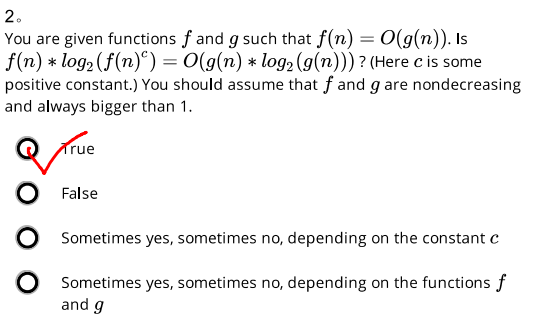 2。
You are given functions f and g such that f(n) = O(g(n)). Is
f(n) ∗ log₂(f(n)ᶜ) = O(g(n) ∗ log₂(g(n))) ? (Here c is some
positive constant.) You should assume that f and g are nondecreasing
and always bigger than 1.
True
False
Sometimes yes, sometimes no, depending on the constant c
Sometimes yes, sometimes no, depending on the functions f
and g